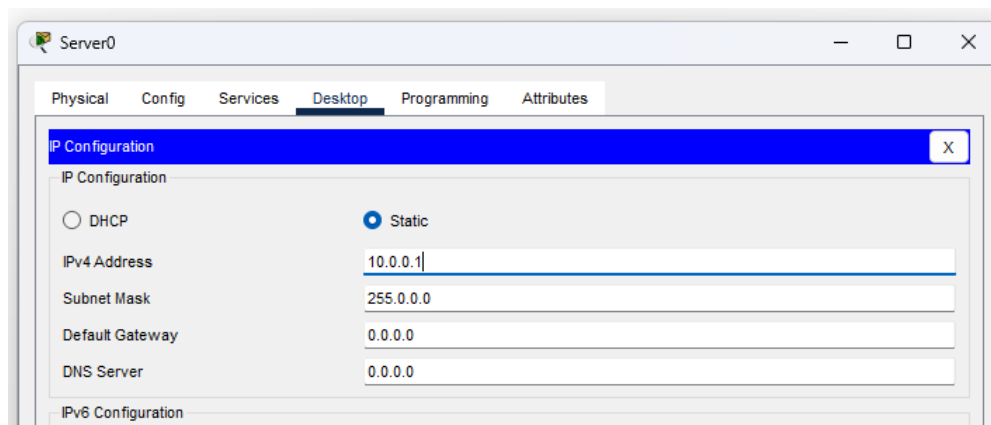 Server0
Physical Config Services Desktop Programming Attributes
IP Configuration X
IP Configuration
DHCP Static
IPv4 Address 10.0.0.1
Subnet Mask 255.0.0.0
Default Gateway 0.0.0.0
DNS Server 0.0.0.0
IPv6 Configuration